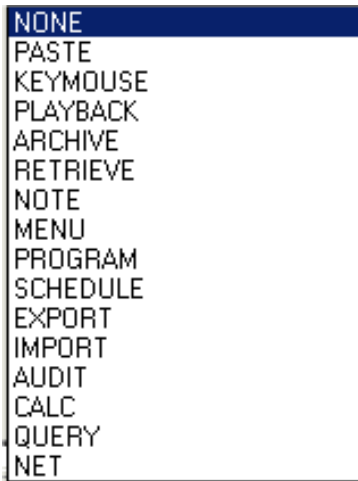 NONE
PASTE
KEYMOUSE
PLAYBACK
ARCHIVE
RETRIEVE
NOTE
MENU
PROGRAM
SCHEDULE
EXPORT
IMPORT
AUDIT
CALC
QUERY
NET